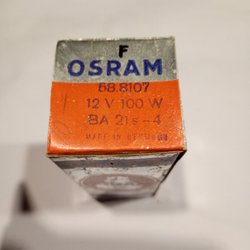 F
OSRAM
58.8107
12 V 100 W
BA 21s-4
MADE IN GERMANY